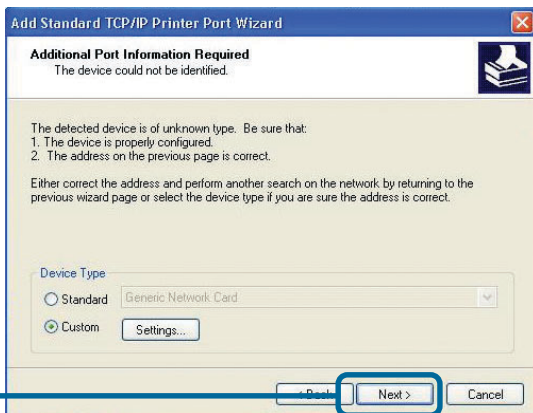 Add Standard TCP/IP Printer Port Wizard
Additional Port Information Required
The device could not be identified.
The detected device is of unknown type. Be sure that:
1. The device is properly configured.
2. The address on the previous page is correct.
Either correct the address and perform another search on the network by returning to the
previous wizard page or select the device type if you are sure the address is correct.
Device Type
Standard Generic Network Card
Custom Settings...
< Back Next > Cancel